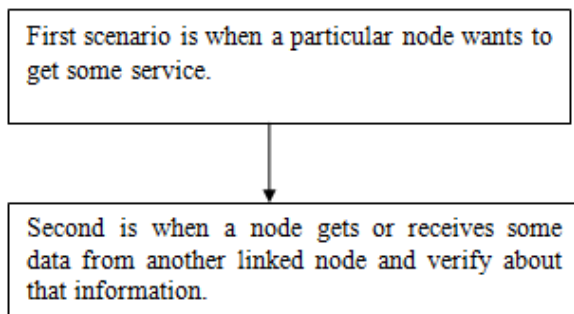 First scenario is when a particular node wants to
get some service.
Second is when a node gets or receives some
data from another linked node and verify about
that information.